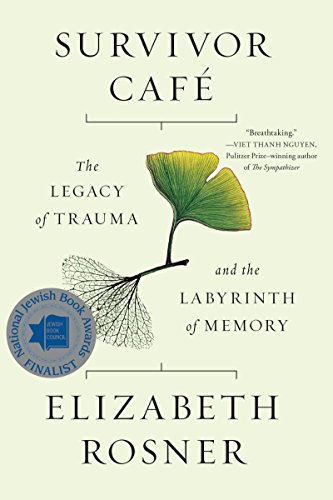 SURVIVOR
CAFÉ
"Breathtaking."
—VIET THANH NGUYEN,
Pulitzer Prize–winning author
of The Sympathizer
The
LEGACY
of TRAUMA
and the
LABYRINTH
of MEMORY
National Jewish Book Awards
JEWISH
BOOK
COUNCIL
FINALIST
ELIZABETH
ROSNER